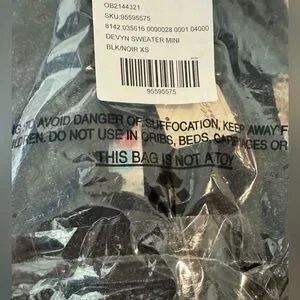 OB2144321
SKU:95595575
8142 035616 0000028 0001 04000
DEVYN SWEATER MINI
BLK/NOIR XS
95595575
TO AVOID DANGER OF SUFFOCATION, KEEP AWAY F
DREN. DO NOT USE IN CRIBS, BEDS, CARRIAGES OR
THIS BAG IS NOT A TOY